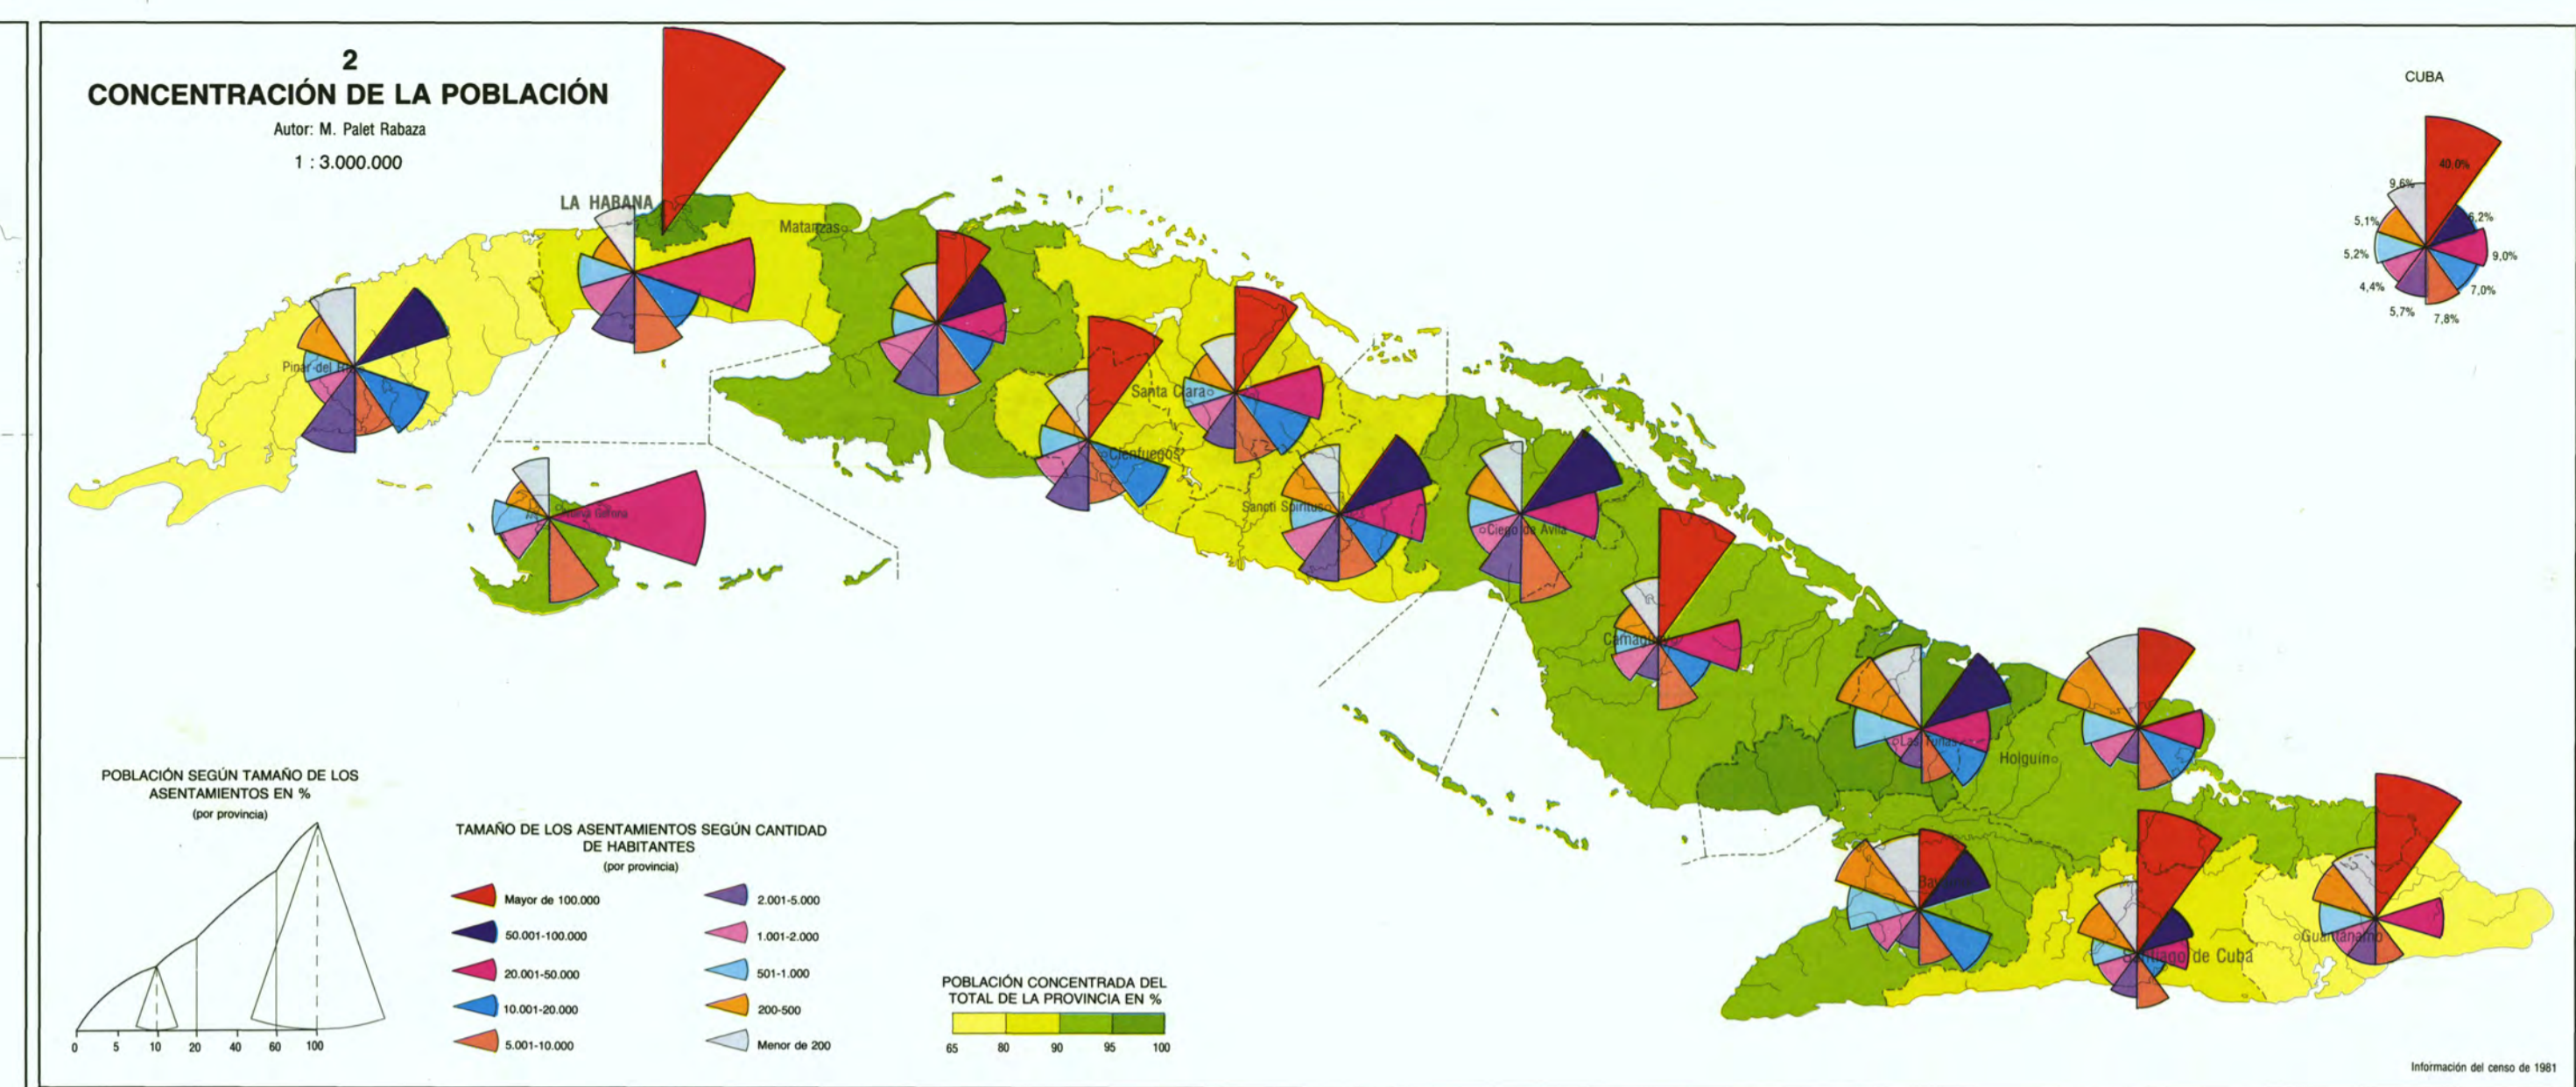 2
CONCENTRACIÓN DE LA POBLACIÓN
Autor: M. Palet Rabaza
1 : 3.000.000
CUBA
40.0%
6,2%
9,0%
7,0%
7,8%
5,7%
4,4%
5,2%
5,1%
9,6%
LA HABANA
Matanzas
Pinar del
Santa Clara
Cienfuegos
Sancti Spíritus
Ciego de Avila
Nueva Gerona
Camagüey
Las Tunas
Holguín
Guantánamo
Santiago de Cuba
POBLACIÓN SEGÚN TAMAÑO DE LOS
ASENTAMIENTOS EN %
(por provincia)
0 5 10 20 40 60 100
TAMAÑO DE LOS ASENTAMIENTOS SEGÚN CANTIDAD
DE HABITANTES
(por provincia)
Mayor de 100.000
50.001-100.000
20.001-50.000
10.001-20.000
5.001-10.000
2.001-5.000
1.001-2.000
501-1.000
200-500
Menor de 200
POBLACIÓN CONCENTRADA DEL
TOTAL DE LA PROVINCIA EN %
65 80 90 95 100
Información del censo de 1981